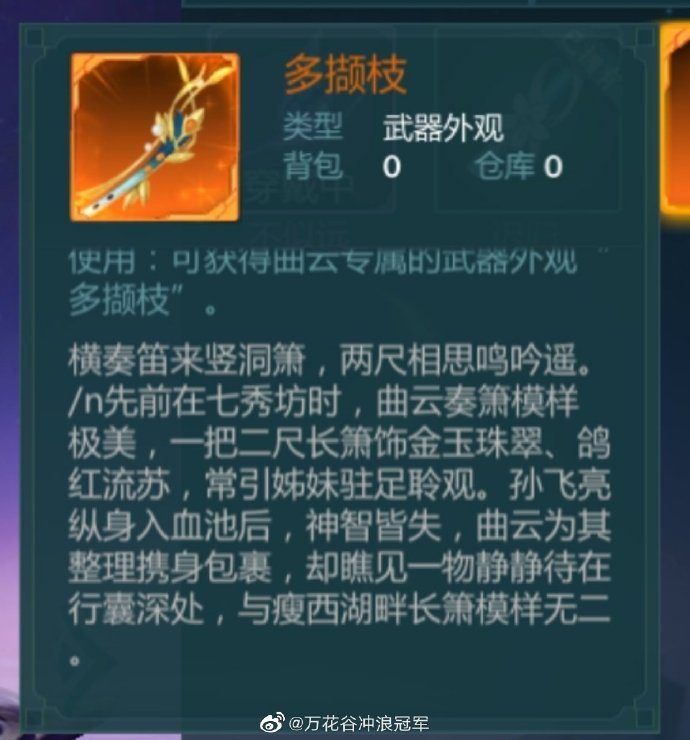 多撷枝
类型 武器外观
背包 0 仓库 0
使用：可获得曲云专属的武器外观“
多撷枝”。
横奏笛来竖洞箫，两尺相思鸣吟遥。
/n先前在七秀坊时，曲云奏箫模样
极美，一把二尺长箫饰金玉珠翠、鸽
红流苏，常引姊妹驻足聆观。孙飞亮
纵身入血池后，神智皆失，曲云为其
整理携身包裹，却瞧见一物静静待在
行囊深处，与瘦西湖畔长箫模样无二
。
@万花谷冲浪冠军